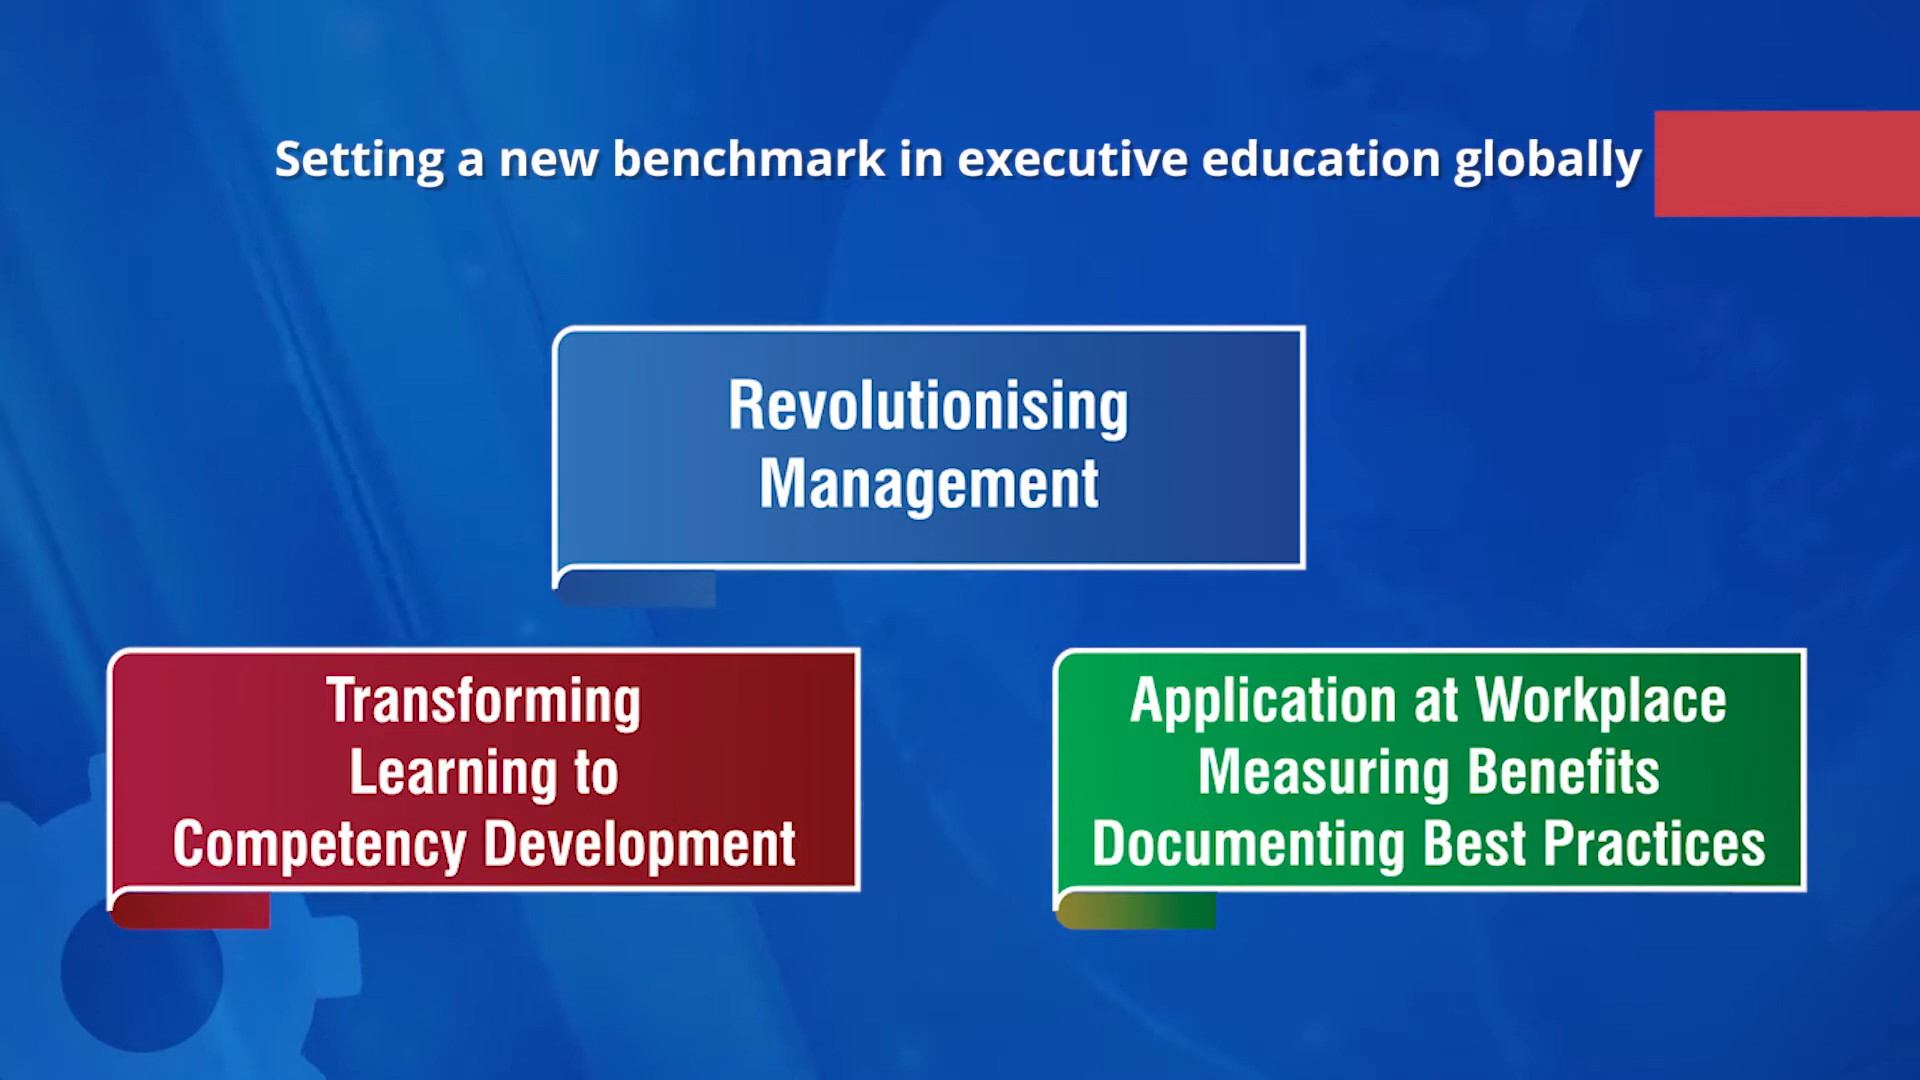 Setting a new benchmark in executive education globally
Revolutionising
Management
Transforming
Learning to
Competency Development
Application at Workplace
Measuring Benefits
Documenting Best Practices